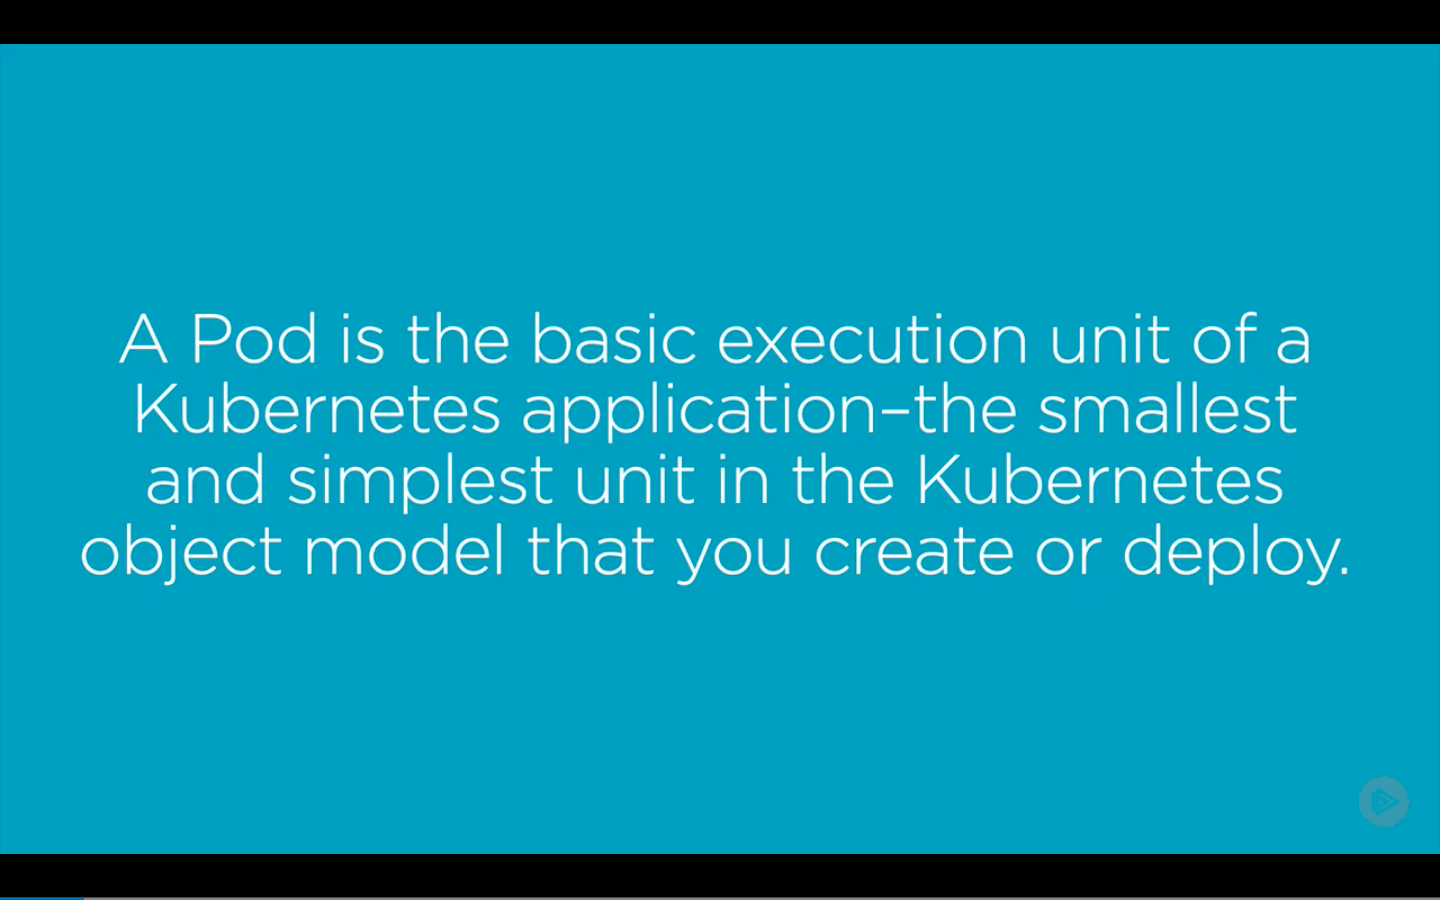 A Pod is the basic execution unit of a
Kubernetes application–the smallest
and simplest unit in the Kubernetes
object model that you create or deploy.